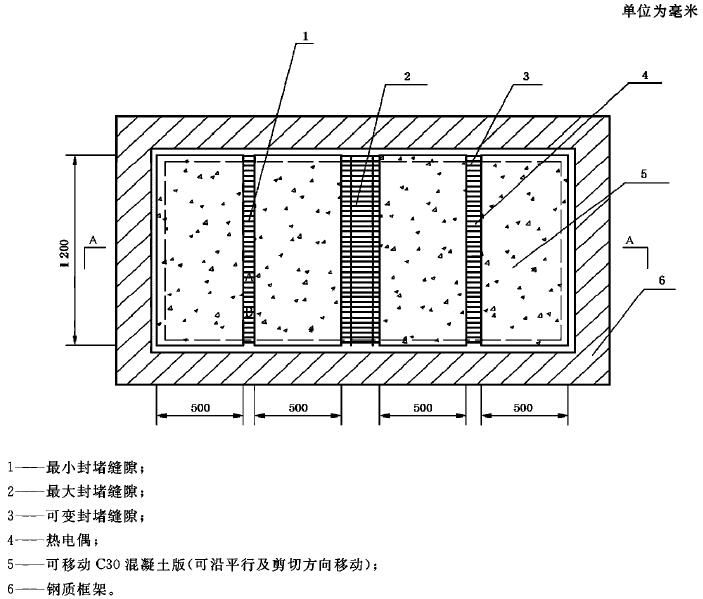 单位为毫米
1
2
3
4
5
6
1 200
A
A
A
B
500
500
500
500
1——最小封堵缝隙;
2——最大封堵缝隙;
3——可变封堵缝隙;
4——热电偶;
5——可移动C30混凝土版(可沿平行及剪切方向移动);
6——钢质框架。